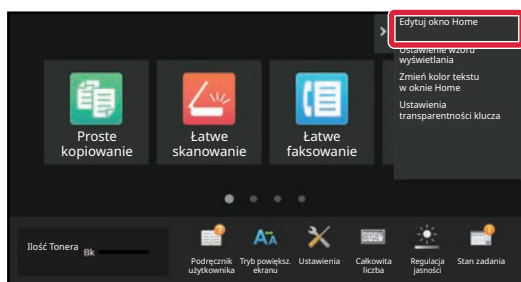 Edytuj okno Home
Ustawienie wzoru
wyświetlania
Zmień kolor tekstu
w oknie Home
Ustawienia
transparentności klucza
Proste
kopiowanie
Łatwe
skanowanie
Łatwe
faksowanie
Ilość Tonera
Bk
Podręcznik
użytkownika
Tryb powiększ.
ekranu
Ustawienia
Całkowita
liczba
Regulacja
jasności
Stan zadania